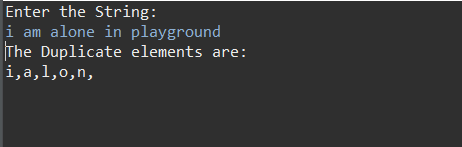 Enter the String:
i am alone in playground
The Duplicate elements are:
i,a,l,o,n,